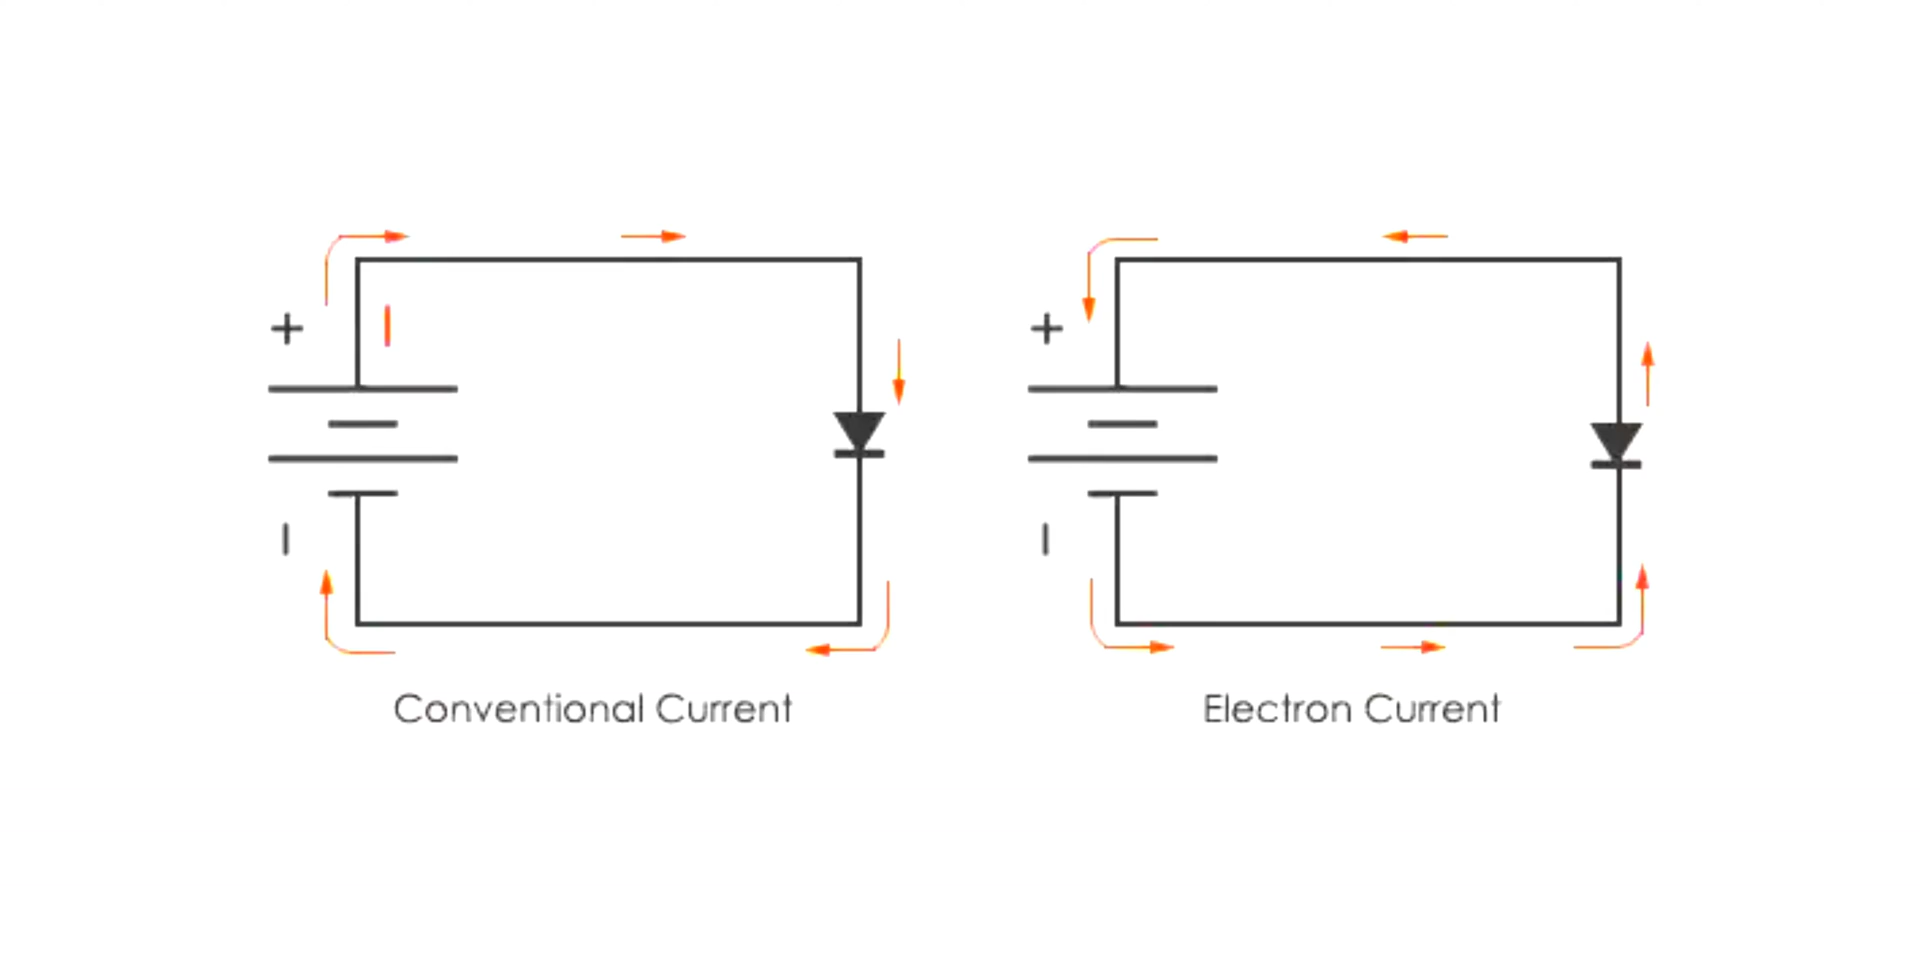 + I +
I I
Conventional Current Electron Current